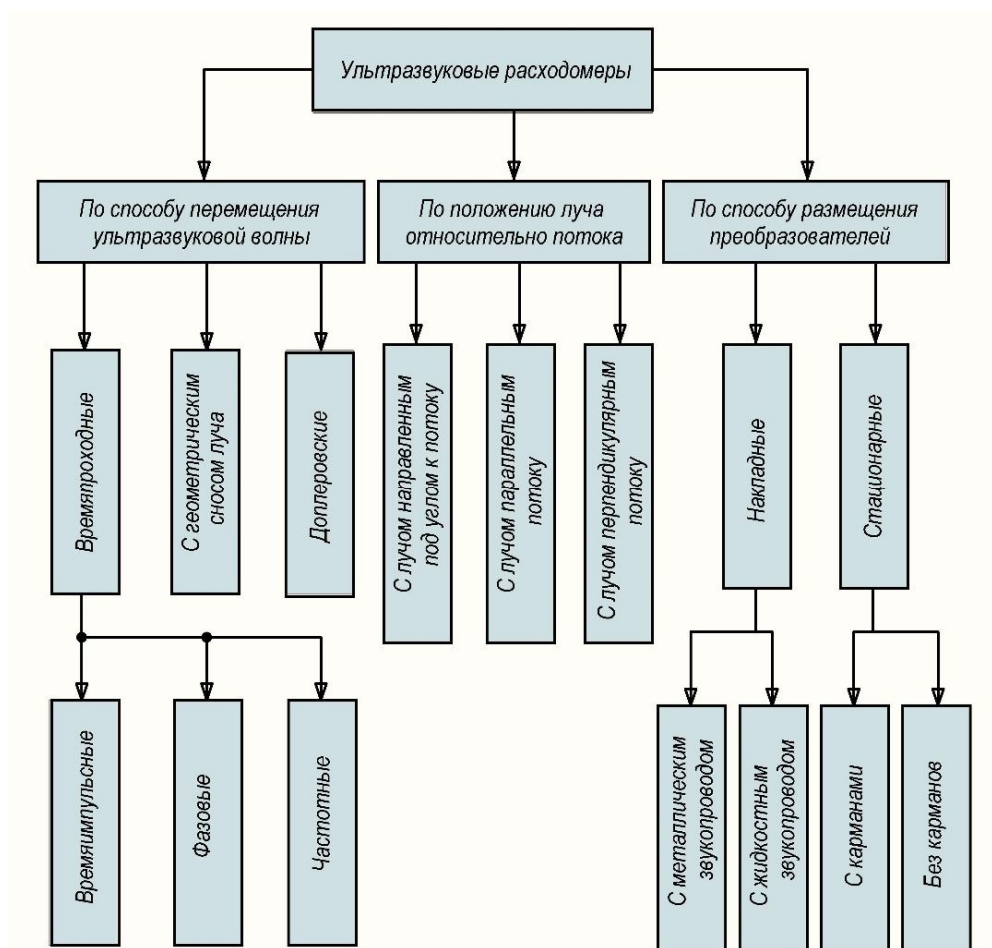 Ультразвуковые расходомеры
По способу перемещения
ультразвуковой волны
По положению луча
относительно потока
По способу размещения
преобразователей
Времяпроходные
С геометрическим
сносом луча
Допперовские
С лучом направленным
под углом к потоку
С лучом параллельным
потоку
С лучом перпендикулярным
потоку
Накладные
Стационарные
Времяимпульсные
Фазовые
Частотные
С металлическим
звукопроводом
С жидкостным
звукопроводом
С карманами
Без карманов